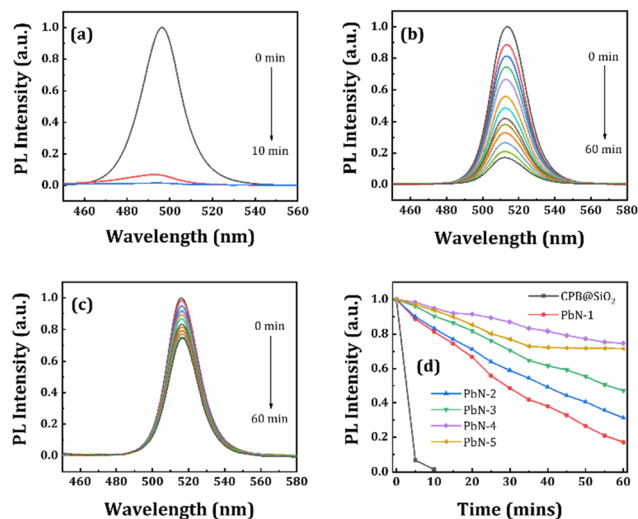 (a)
0 min
10 min
PL Intensity (a.u.)
1.0
0.8
0.6
0.4
0.2
0.0
460 480 500 520 540 560
Wavelength (nm)
(b)
0 min
60 min
PL Intensity (a.u.)
1.0
0.8
0.6
0.4
0.2
0.0
460 480 500 520 540 560 580
Wavelength (nm)
(c)
0 min
60 min
PL Intensity (a.u.)
1.0
0.8
0.6
0.4
0.2
0.0
460 480 500 520 540 560 580
Wavelength (nm)
CPB@SiO₂
PbN-1
(d)
PbN-2
PbN-3
PbN-4
PbN-5
PL Intensity (a.u.)
1.0
0.8
0.6
0.4
0.2
0.0
0 10 20 30 40 50 60
Time (mins)